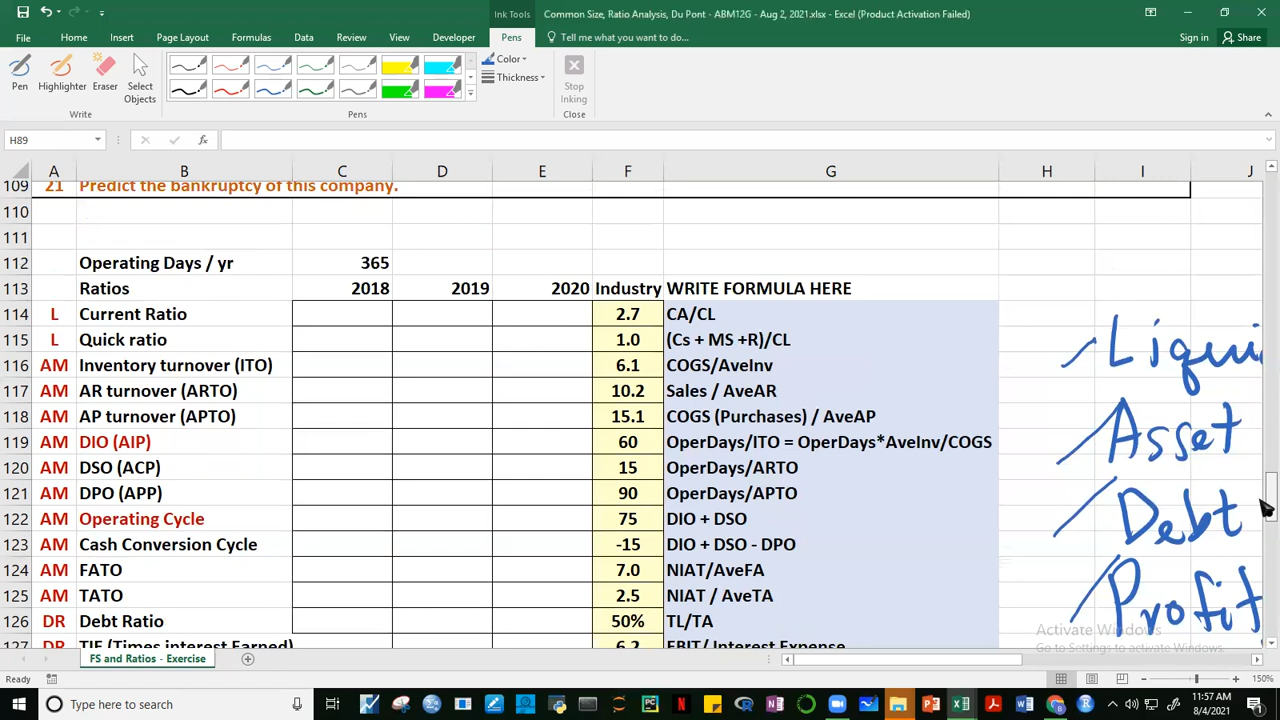 Ink Tools
Common Size, Ratio Analysis, Du Pont - ABM12G - Aug 2, 2021.xlsx - Excel (Product Activation Failed)
File Home Insert Page Layout Formulas Data Review View Developer Pens Tell me what you want to do... Sign in Share
Pen Highlighter Eraser Select Objects
Color Thickness
Stop Inking
Write Pens Close
H89 fx
A B C D E F G H I J
109 21 Predict the bankruptcy of this company.
110
111
112 Operating Days / yr 365
113 Ratios 2018 2019 2020 Industry WRITE FORMULA HERE
114 L Current Ratio 2.7 CA/CL
115 L Quick ratio 1.0 (Cs + MS +R)/CL
116 AM Inventory turnover (ITO) 6.1 COGS/AveInv
117 AM AR turnover (ARTO) 10.2 Sales / AveAR
118 AM AP turnover (APTO) 15.1 COGS (Purchases) / AveAP
119 AM DIO (AIP) 60 OperDays/ITO = OperDays*AveInv/COGS
120 AM DSO (ACP) 15 OperDays/ARTO
121 AM DPO (APP) 90 OperDays/APTO
122 AM Operating Cycle 75 DIO + DSO
123 AM Cash Conversion Cycle -15 DIO + DSO - DPO
124 AM FATO 7.0 NIAT/AveFA
125 AM TATO 2.5 NIAT / AveTA
126 DR Debt Ratio 50% TL/TA
127 DR TIE (Times interest Earned) 6.2 EBIT/ Interest Expense
Liqui
Asset
Debt
Profit
Activate Windows
Go to Settings to activate Windows.
FS and Ratios - Exercise
Ready 150%
Type here to search
11:57 AM
8/4/2021